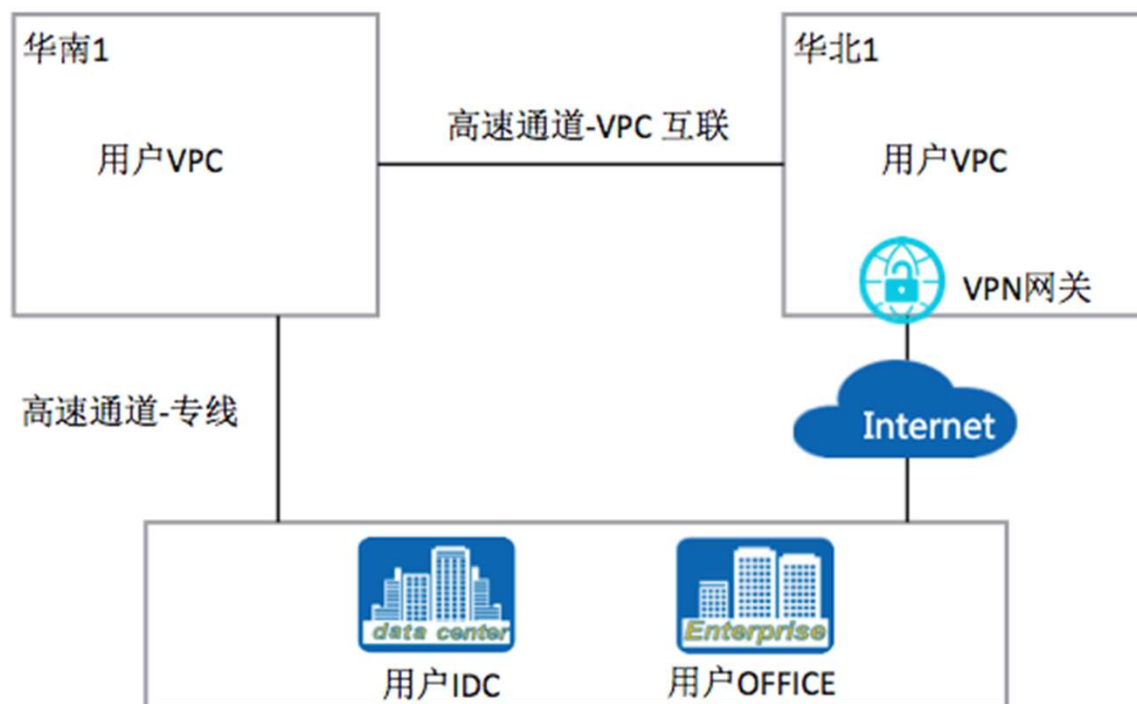 华南1
华北1
高速通道-VPC 互联
用户VPC
用户VPC
VPN网关
高速通道-专线
Internet
data center
Enterprise
用户IDC
用户OFFICE